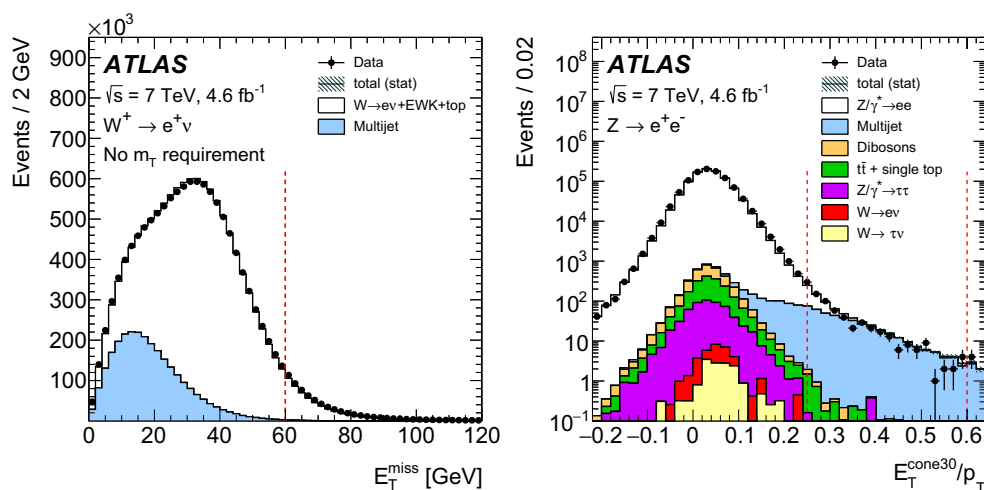 ×10³
Events / 2 GeV
900
800
700
600
500
400
300
200
100
0 20 40 60 80 100 120
E_T^miss [GeV]
ATLAS
√s = 7 TeV, 4.6 fb⁻¹
W⁺ → e⁺ν
No m_T requirement
Data
total (stat)
W→eν+EWK+top
Multijet
Events / 0.02
10⁸
10⁷
10⁶
10⁵
10⁴
10³
10²
10
1
10⁻¹
−0.2 −0.1 0 0.1 0.2 0.3 0.4 0.5 0.6
E_T^cone30/p_T
ATLAS
√s = 7 TeV, 4.6 fb⁻¹
Z → e⁺e⁻
Data
total (stat)
Z/γ*→ee
Multijet
Dibosons
tt̄ + single top
Z/γ*→ττ
W→eν
W→ τν